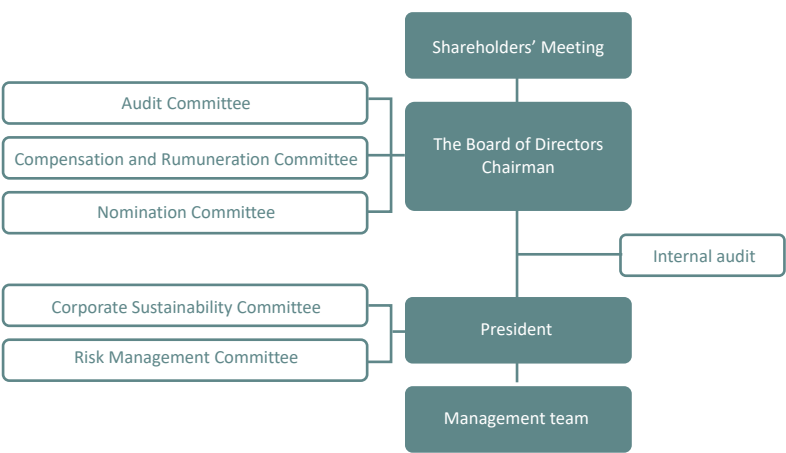 Shareholders’ Meeting
Audit Committee
Compensation and Rumuneration Committee
Nomination Committee
The Board of Directors
Chairman
Internal audit
Corporate Sustainability Committee
Risk Management Committee
President
Management team